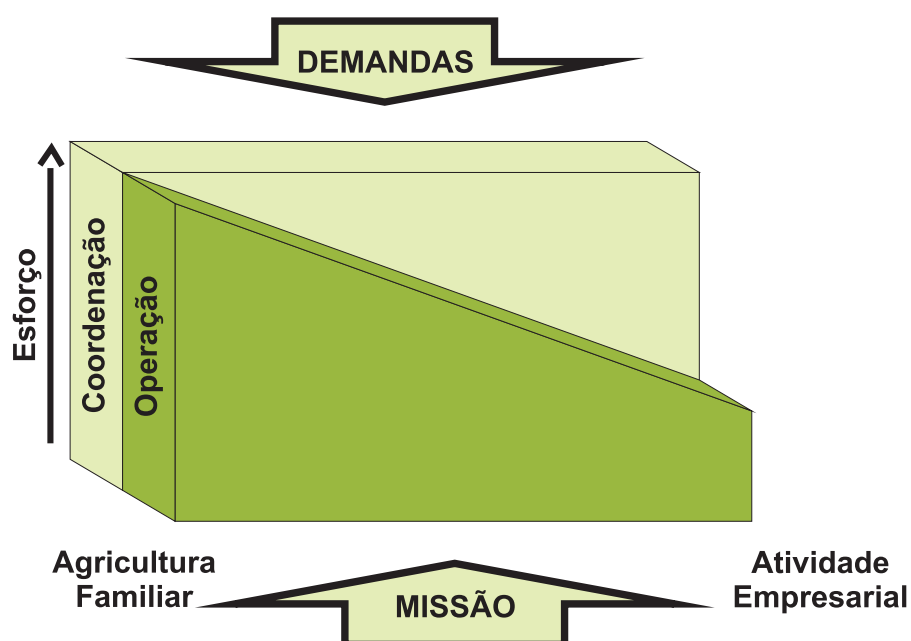 DEMANDAS
Esforço
Coordenação
Operação
Agricultura
Familiar
MISSÃO
Atividade
Empresarial